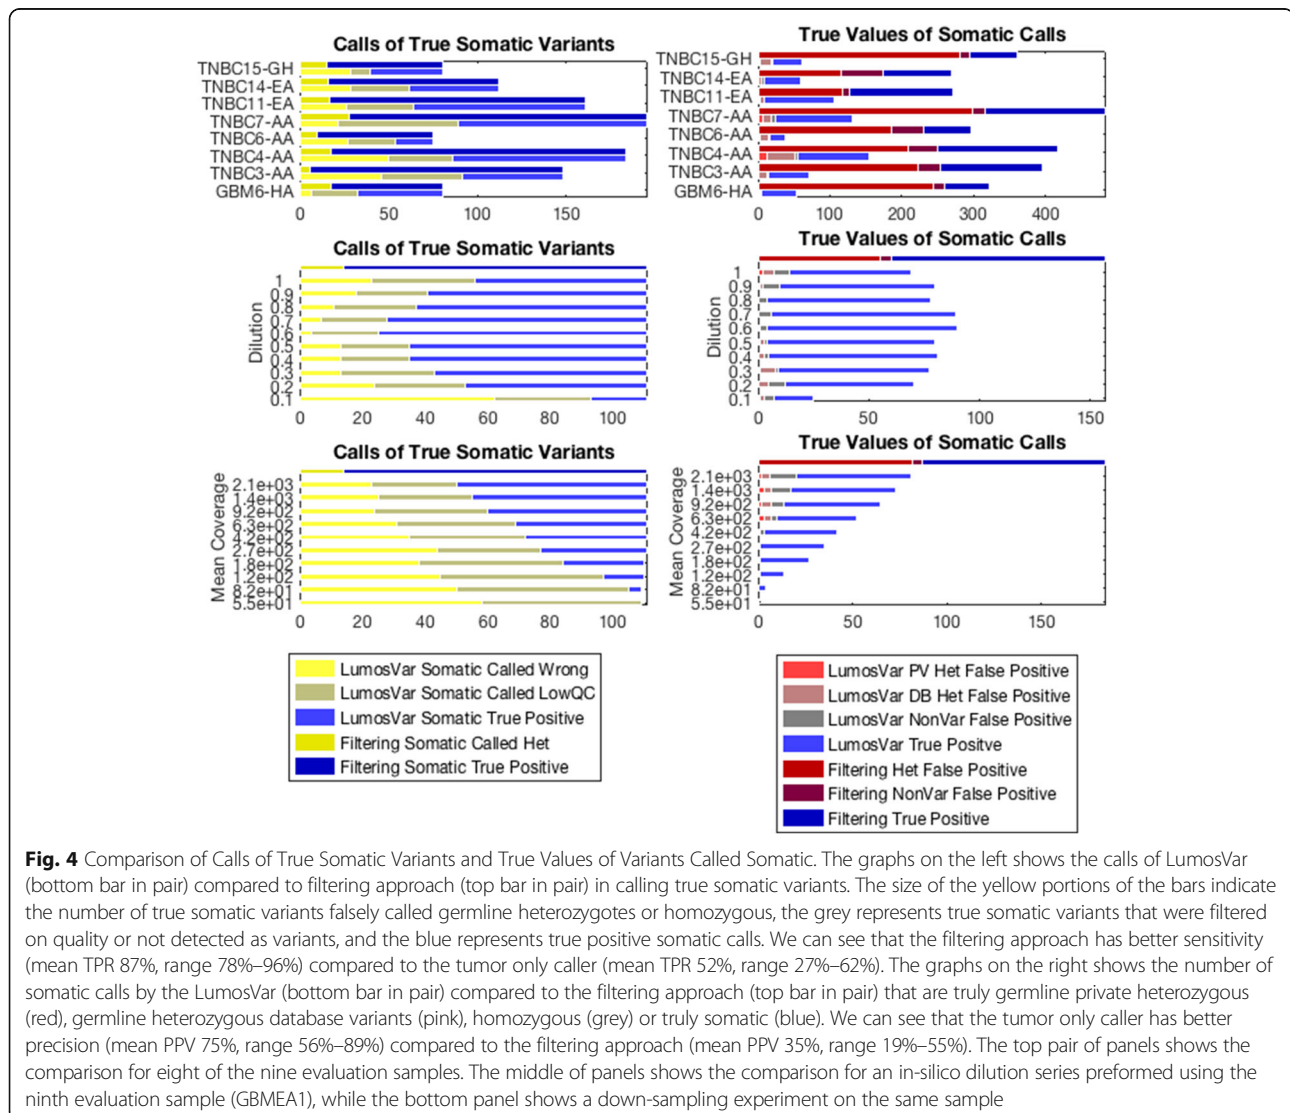 Calls of True Somatic Variants
TNBC15-GH
TNBC14-EA
TNBC11-EA
TNBC7-AA
TNBC6-AA
TNBC4-AA
TNBC3-AA
GBM6-HA
0 50 100 150
True Values of Somatic Calls
TNBC15-GH
TNBC14-EA
TNBC11-EA
TNBC7-AA
TNBC6-AA
TNBC4-AA
TNBC3-AA
GBM6-HA
0 100 200 300 400
Calls of True Somatic Variants
Dilution
1
0.9
0.8
0.7
0.6
0.5
0.4
0.3
0.2
0.1
0 20 40 60 80 100
True Values of Somatic Calls
Dilution
1
0.9
0.8
0.7
0.6
0.5
0.4
0.3
0.2
0.1
0 50 100 150
Calls of True Somatic Variants
Mean Coverage
2.1e+03
1.4e+03
9.2e+02
6.3e+02
4.2e+02
2.7e+02
1.8e+02
1.2e+02
8.2e+01
5.5e+01
0 20 40 60 80 100
True Values of Somatic Calls
Mean Coverage
2.1e+03
1.4e+03
9.2e+02
6.3e+02
4.2e+02
2.7e+02
1.8e+02
1.2e+02
8.2e+01
5.5e+01
0 50 100 150
LumosVar Somatic Called Wrong
LumosVar Somatic Called LowQC
LumosVar Somatic True Positive
Filtering Somatic Called Het
Filtering Somatic True Positive
LumosVar PV Het False Positive
LumosVar DB Het False Positive
LumosVar NonVar False Positive
LumosVar True Positve
Filtering Het False Positive
Filtering NonVar False Positive
Filtering True Positive
Fig. 4 Comparison of Calls of True Somatic Variants and True Values of Variants Called Somatic. The graphs on the left shows the calls of LumosVar
(bottom bar in pair) compared to filtering approach (top bar in pair) in calling true somatic variants. The size of the yellow portions of the bars indicate
the number of true somatic variants falsely called germline heterozygotes or homozygous, the grey represents true somatic variants that were filtered
on quality or not detected as variants, and the blue represents true positive somatic calls. We can see that the filtering approach has better sensitivity
(mean TPR 87%, range 78%–96%) compared to the tumor only caller (mean TPR 52%, range 27%–62%). The graphs on the right shows the number of
somatic calls by the LumosVar (bottom bar in pair) compared to the filtering approach (top bar in pair) that are truly germline private heterozygous
(red), germline heterozygous database variants (pink), homozygous (grey) or truly somatic (blue). We can see that the tumor only caller has better
precision (mean PPV 75%, range 56%–89%) compared to the filtering approach (mean PPV 35%, range 19%–55%). The top pair of panels shows the
comparison for eight of the nine evaluation samples. The middle of panels shows the comparison for an in-silico dilution series preformed using the
ninth evaluation sample (GBMEA1), while the bottom panel shows a down-sampling experiment on the same sample